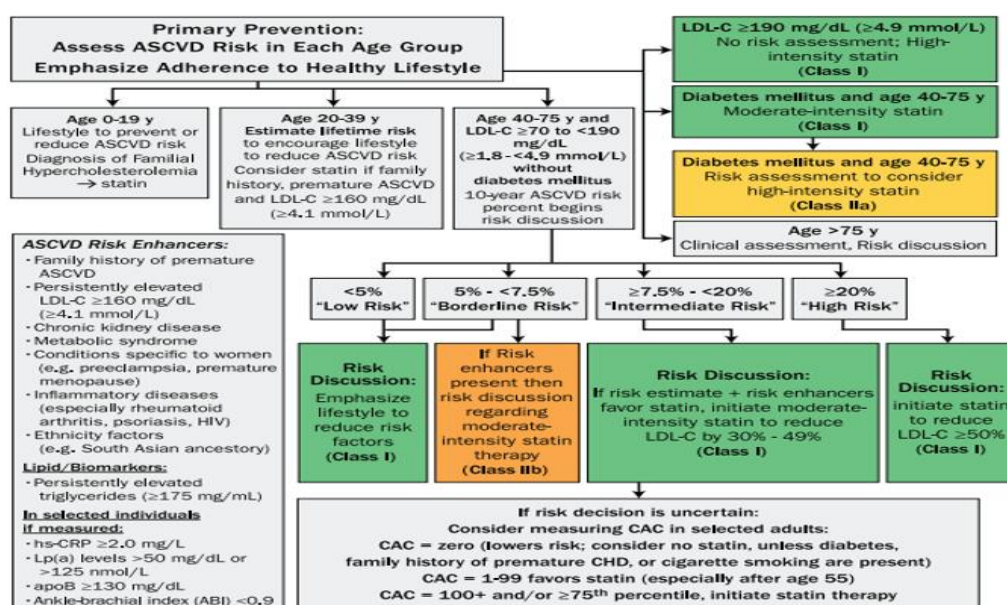 Primary Prevention:
Assess ASCVD Risk in Each Age Group
Emphasize Adherence to Healthy Lifestyle
LDL-C ≥190 mg/dL (≥4.9 mmol/L)
No risk assessment; High-
intensity statin
(Class I)
Diabetes mellitus and age 40-75 y
Moderate-intensity statin
(Class I)
Diabetes mellitus and age 40-75 y
Risk assessment to consider
high-intensity statin
(Class IIa)
Age >75 y
Clinical assessment, Risk discussion
Age 0-19 y
Lifestyle to prevent or
reduce ASCVD risk
Diagnosis of Familial
Hypercholesterolemia
→ statin
Age 20-39 y
Estimate lifetime risk
to encourage lifestyle
to reduce ASCVD risk
Consider statin if family
history, premature ASCVD
and LDL-C ≥160 mg/dL
(≥4.1 mmol/L)
Age 40-75 y and
LDL-C ≥70 to <190
mg/dL
(≥1.8-<4.9 mmol/L)
without
diabetes mellitus
10-year ASCVD risk
percent begins
risk discussion
<5%
"Low Risk"
5% - <7.5%
"Borderline Risk"
≥7.5% - <20%
"Intermediate Risk"
≥20%
"High Risk"
Risk
Discussion:
Emphasize
lifestyle to
reduce risk
factors
(Class I)
If Risk
enhancers
present then
risk discussion
regarding
moderate-
intensity statin
therapy
(Class IIb)
Risk Discussion:
If risk estimate + risk enhancers
favor statin, initiate moderate-
intensity statin to reduce
LDL-C by 30% - 49%
(Class I)
Risk
Discussion:
initiate statin
to reduce
LDL-C ≥50%
(Class I)
If risk decision is uncertain:
Consider measuring CAC in selected adults:
CAC = zero (lowers risk; consider no statin, unless diabetes,
family history of premature CHD, or cigarette smoking are present)
CAC = 1-99 favors statin (especially after age 55)
CAC = 100+ and/or ≥75th percentile, initiate statin therapy
ASCVD Risk Enhancers:
· Family history of premature
ASCVD
· Persistently elevated
LDL-C ≥160 mg/dL
(≥4.1 mmol/L)
· Chronic kidney disease
· Metabolic syndrome
· Conditions specific to women
(e.g. preeclampsia, premature
menopause)
· Inflammatory diseases
(especially rheumatoid
arthritis, psoriasis, HIV)
· Ethnicity factors
(e.g. South Asian ancestory)
Lipid/Biomarkers:
· Persistently elevated
triglycerides (≥175 mg/mL)
In selected individuals
if measured:
· hs-CRP ≥2.0 mg/L
· Lp(a) levels >50 mg/dL or
>125 nmol/L
· apoB ≥130 mg/dL
· Ankle-brachial index (ABI) <0.9